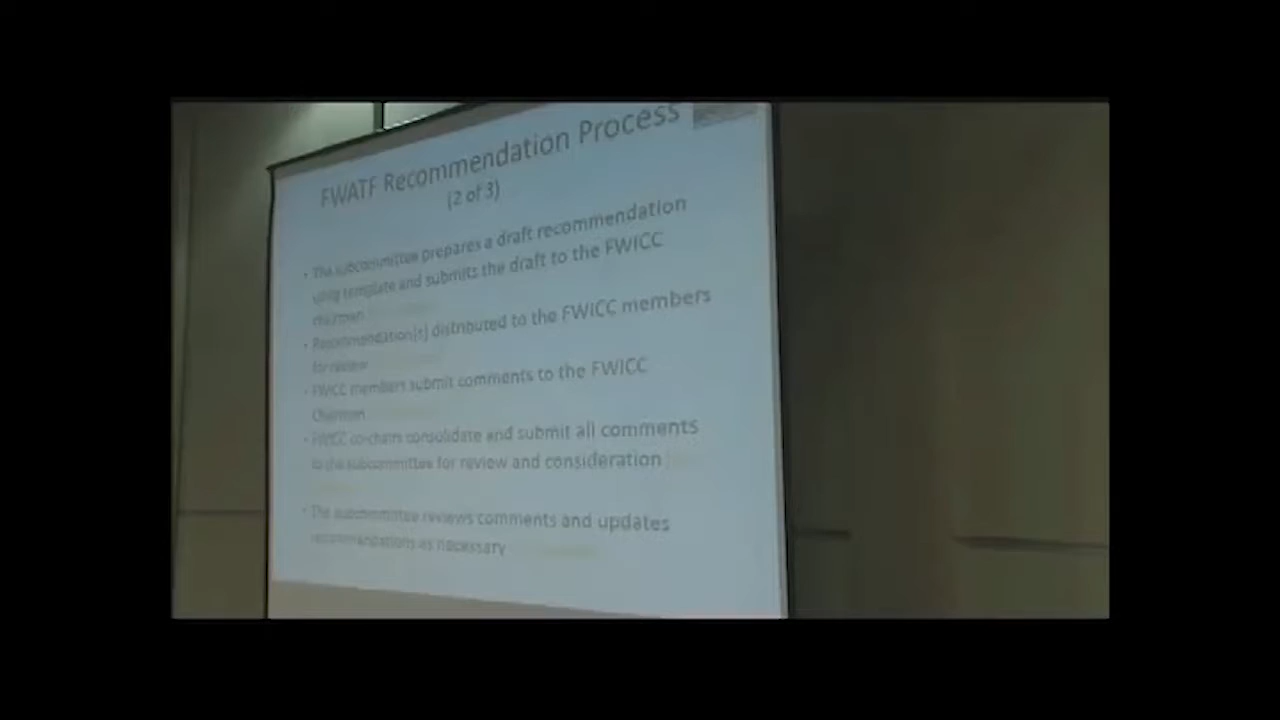 FWATF Recommendation Process
(2 of 3)
• The subcommittee prepares a draft recommendation
using template and submits the draft to the FWICC
chairman
• Recommendation(s) distributed to the FWICC members
for review
• FWICC members submit comments to the FWICC
Chairman
• FWICC co-chairs consolidate and submit all comments
to the subcommittee for review and consideration
• The subcommittee reviews comments and updates
recommendations as necessary